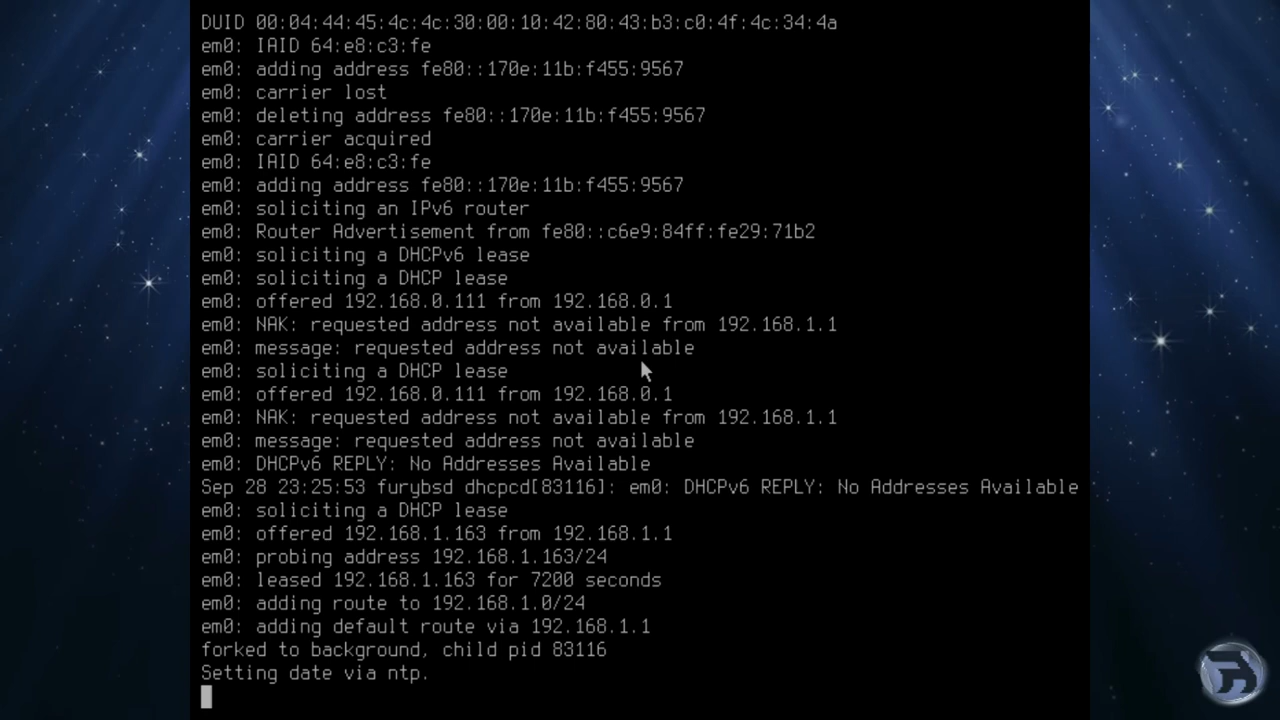 DUID 00:04:44:45:4c:4c:30:00:10:42:80:43:b3:c0:4f:4c:34:4a
em0: IAID 64:e8:c3:fe
em0: adding address fe80::170e:11b:f455:9567
em0: carrier lost
em0: deleting address fe80::170e:11b:f455:9567
em0: carrier acquired
em0: IAID 64:e8:c3:fe
em0: adding address fe80::170e:11b:f455:9567
em0: soliciting an IPv6 router
em0: Router Advertisement from fe80::c6e9:84ff:fe29:71b2
em0: soliciting a DHCPv6 lease
em0: soliciting a DHCP lease
em0: offered 192.168.0.111 from 192.168.0.1
em0: NAK: requested address not available from 192.168.1.1
em0: message: requested address not available
em0: soliciting a DHCP lease
em0: offered 192.168.0.111 from 192.168.0.1
em0: NAK: requested address not available from 192.168.1.1
em0: message: requested address not available
em0: DHCPv6 REPLY: No Addresses Available
Sep 28 23:25:53 furybsd dhcpcd[83116]: em0: DHCPv6 REPLY: No Addresses Available
em0: soliciting a DHCP lease
em0: offered 192.168.1.163 from 192.168.1.1
em0: probing address 192.168.1.163/24
em0: leased 192.168.1.163 for 7200 seconds
em0: adding route to 192.168.1.0/24
em0: adding default route via 192.168.1.1
forked to background, child pid 83116
Setting date via ntp.